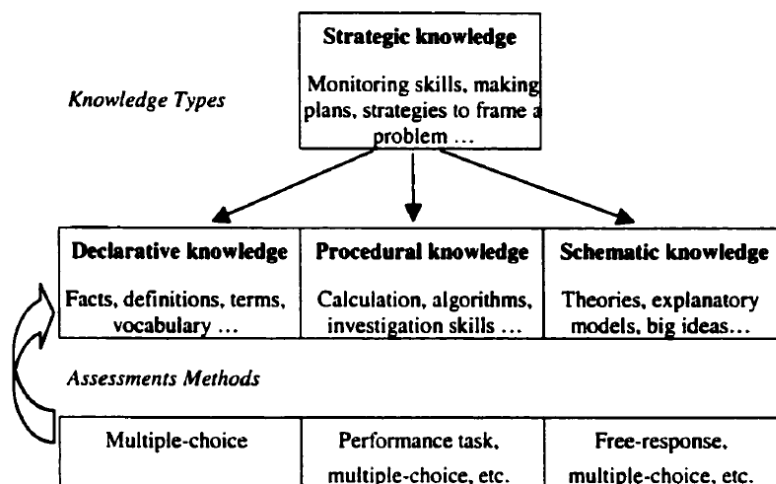 Strategic knowledge
Monitoring skills, making
plans, strategies to frame a
problem ...
Knowledge Types
Declarative knowledge
Facts, definitions, terms,
vocabulary ...
Procedural knowledge
Calculation, algorithms,
investigation skills ...
Schematic knowledge
Theories, explanatory
models, big ideas...
Assessments Methods
Multiple-choice
Performance task,
multiple-choice, etc.
Free-response,
multiple-choice, etc.